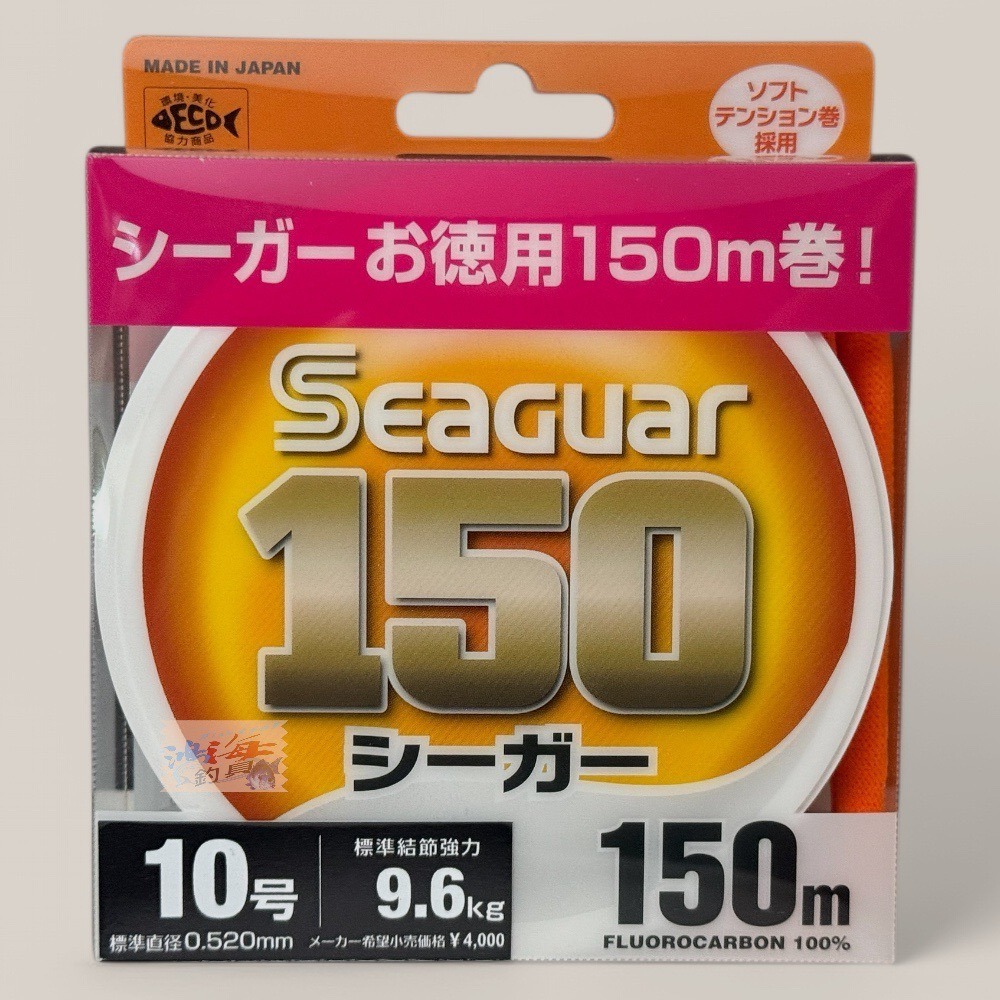 MADE IN JAPAN
環境・美化
ECO
協力商品
ソフト
テンション巻
採用
シーガーお徳用150m巻!
SEAGUAR
150
シーガー
釣具
10号
標準直径0.520mm
標準結節強力
9.6kg
メーカー希望小売価格 ¥4,000
150m
FLUOROCARBON 100%